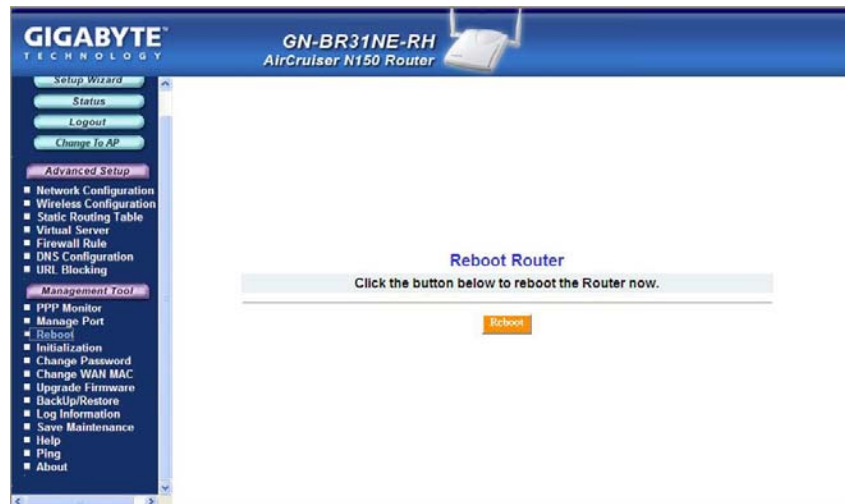 GIGABYTE™
TECHNOLOGY
GN-BR31NE-RH
AirCruiser N150 Router
Setup Wizard
Status
Logout
Change To AP
Advanced Setup
Network Configuration
Wireless Configuration
Static Routing Table
Virtual Server
Firewall Rule
DNS Configuration
URL Blocking
Management Tool
PPP Monitor
Manage Port
Reboot
Initialization
Change Password
Change WAN MAC
Upgrade Firmware
BackUp/Restore
Log Information
Save Maintenance
Help
Ping
About
Reboot Router
Click the button below to reboot the Router now.
Reboot